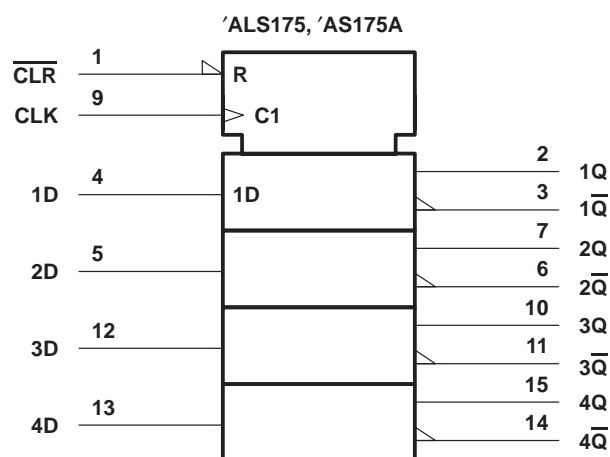 ′ALS175, ′AS175A
C̅L̅R̅ 1 R
CLK 9 C1
2 1Q
1D 4 1D
3 1Q̅
7 2Q
2D 5
6 2Q̅
10 3Q
3D 12
11 3Q̅
15 4Q
4D 13
14 4Q̅